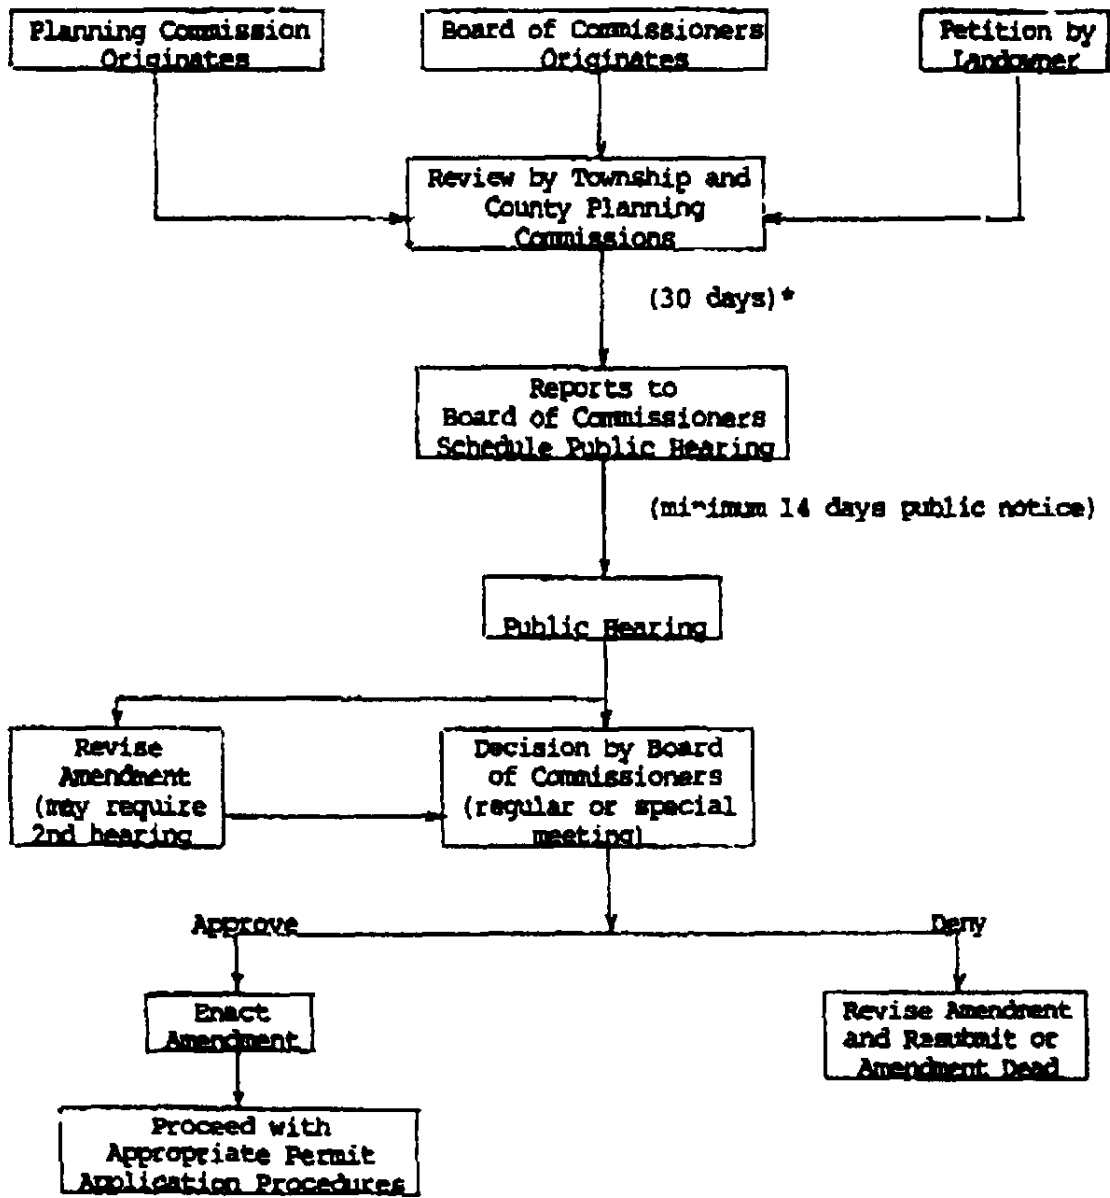 Planning Commission
Originates
Board of Commissioners
Originates
Petition by
Landowner
Review by Township and
County Planning
Commissions
(30 days)*
Reports to
Board of Commissioners
Schedule Public Hearing
(minimum 14 days public notice)
Public Hearing
Revise
Amendment
(may require
2nd hearing
Decision by Board
of Commissioners
(regular or special
meeting)
Approve
Deny
Enact
Amendment
Revise Amendment
and Resubmit or
Amendment Dead
Proceed with
Appropriate Permit
Application Procedures